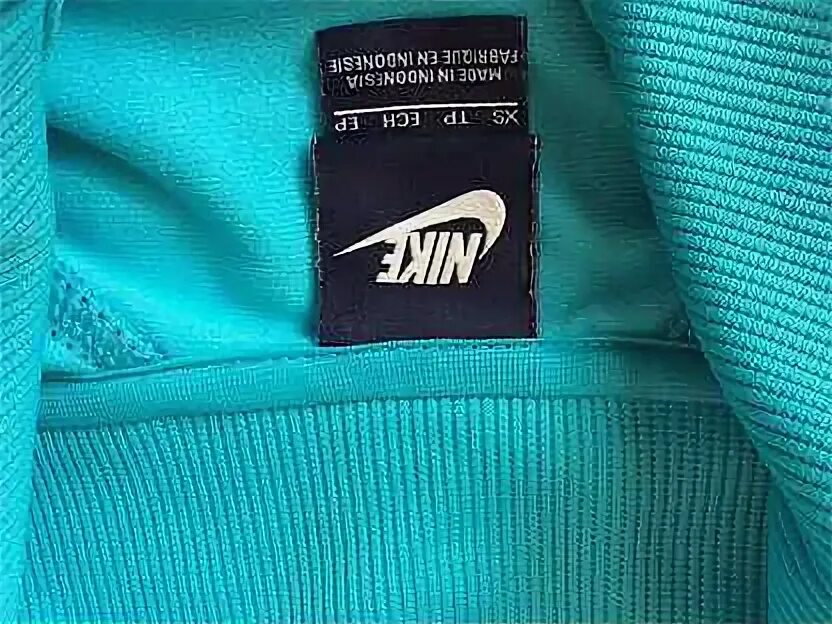 NIKE
XS TP ECH EP
MADE IN INDONESIA
FABRIQUE EN INDONESIE